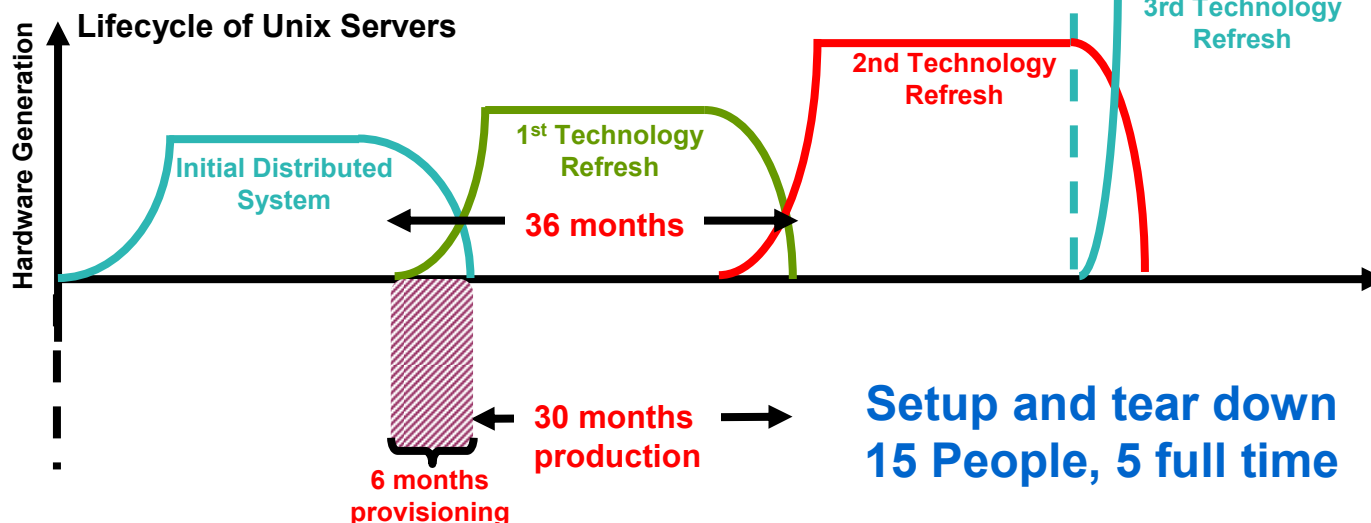 Lifecycle of Unix Servers
Hardware Generation
3rd Technology
Refresh
2nd Technology
Refresh
1st Technology
Refresh
Initial Distributed
System
36 months
30 months
production
6 months
provisioning
Setup and tear down
15 People, 5 full time